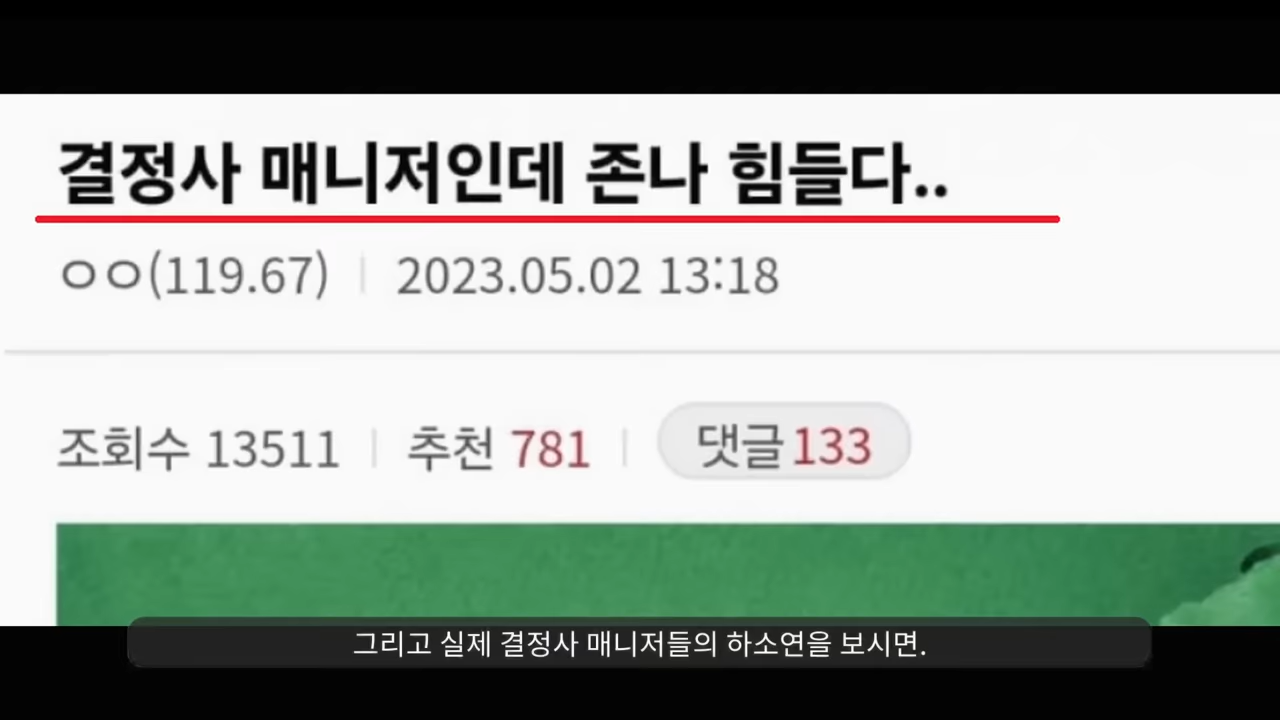 결정사 매니저인데 존나 힘들다..
ㅇㅇ(119.67) | 2023.05.02 13:18
조회수 13511 | 추천 781 | 댓글 133
그리고 실제 결정사 매니저들의 하소연을 보시면.